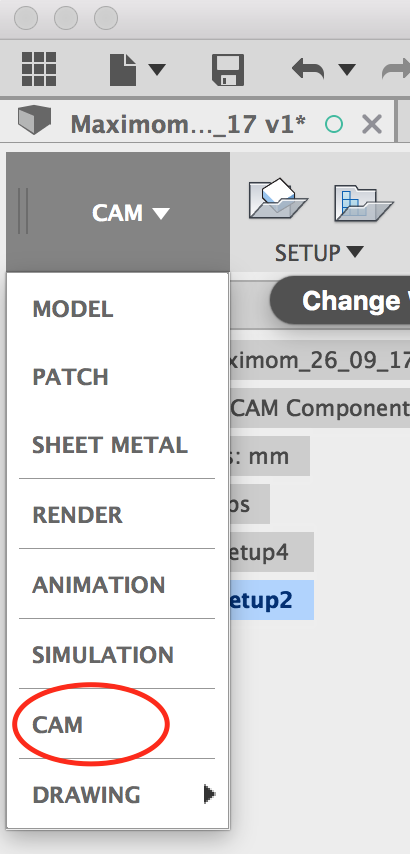 Maximom..._17 v1*
CAM
SETUP
Change
MODEL
PATCH
SHEET METAL
RENDER
ANIMATION
SIMULATION
CAM
DRAWING
ximom_26_09_17
CAM Component
s: mm
ps
etup4
etup2